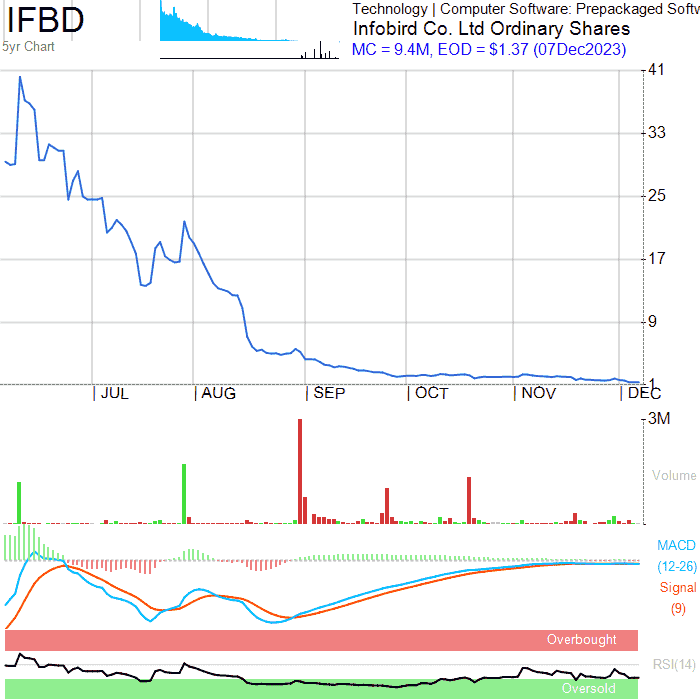 IFBD
Technology | Computer Software: Prepackaged Softw
Infobird Co. Ltd Ordinary Shares
5yr Chart
MC = 9.4M, EOD = $1.37 (07Dec2023)
41
33
25
17
9
1
JUL
AUG
SEP
OCT
NOV
DEC
3M
Volume
MACD
(12-26)
Signal
(9)
Overbought
RSI(14)
Oversold